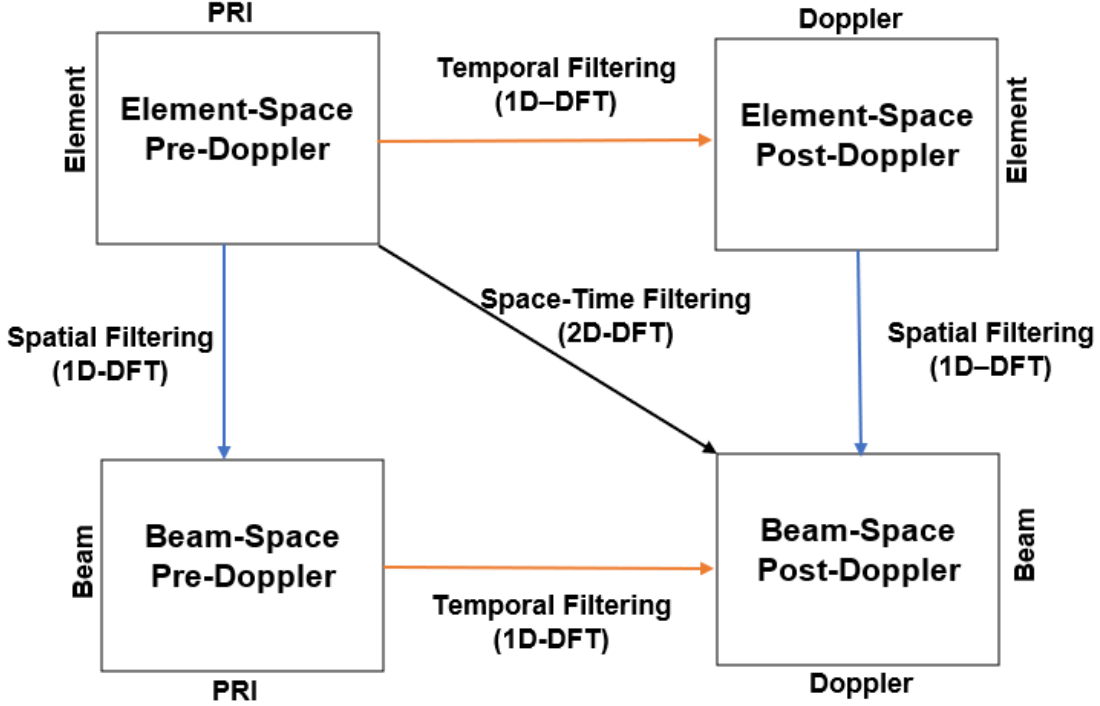 PRI
Doppler
Element
Element-Space
Pre-Doppler
Temporal Filtering
(1D–DFT)
Element-Space
Post-Doppler
Element
Spatial Filtering
(1D-DFT)
Space-Time Filtering
(2D-DFT)
Spatial Filtering
(1D–DFT)
Beam
Beam-Space
Pre-Doppler
Temporal Filtering
(1D-DFT)
Beam-Space
Post-Doppler
Beam
PRI
Doppler